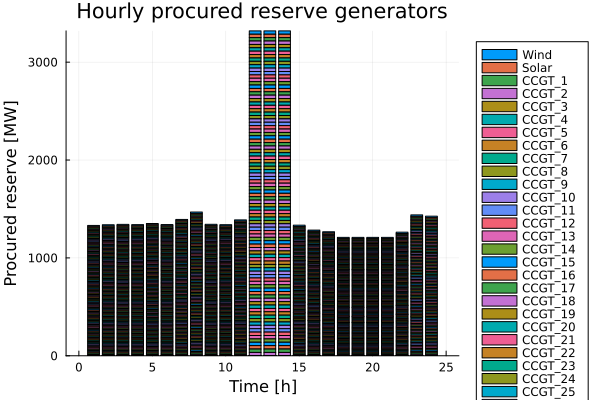 Hourly procured reserve generators
Procured reserve [MW]
3000
2000
1000
0
0
5
10
15
20
25
Time [h]
Wind
Solar
CCGT_1
CCGT_2
CCGT_3
CCGT_4
CCGT_5
CCGT_6
CCGT_7
CCGT_8
CCGT_9
CCGT_10
CCGT_11
CCGT_12
CCGT_13
CCGT_14
CCGT_15
CCGT_16
CCGT_17
CCGT_18
CCGT_19
CCGT_20
CCGT_21
CCGT_22
CCGT_23
CCGT_24
CCGT_25